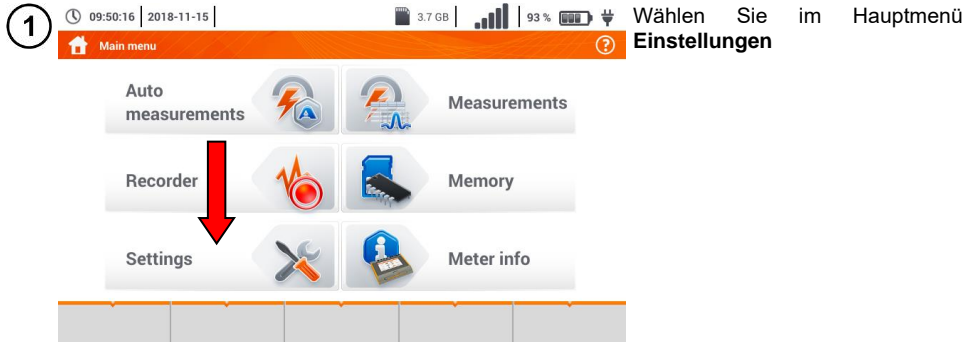 1
09:50:16 2018-11-15 3.7 GB 93 %
Main menu ?
Auto
measurements
Measurements
Recorder
Memory
Settings
Meter info
Wählen Sie im Hauptmenü
Einstellungen